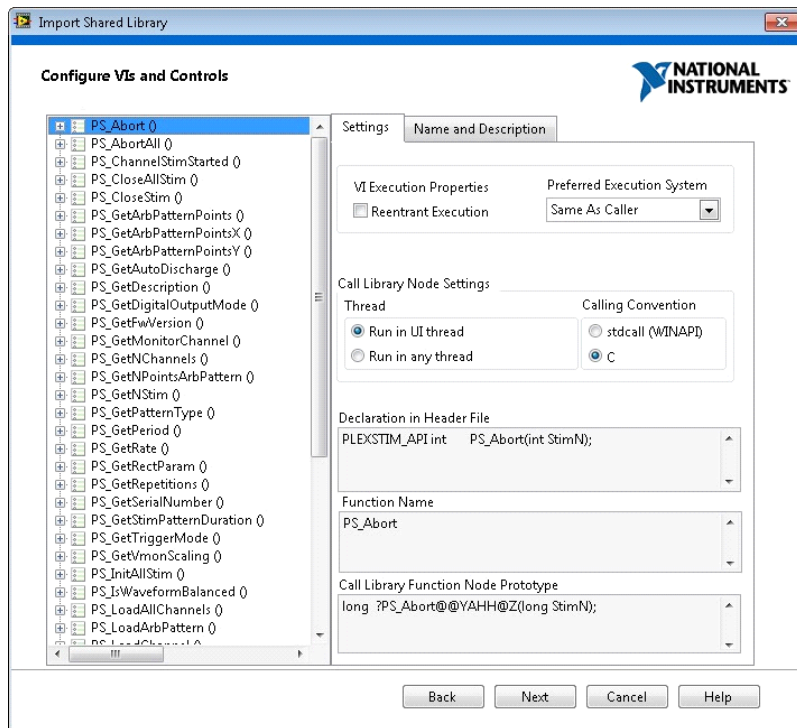 Import Shared Library
Configure VIs and Controls
NATIONAL
INSTRUMENTS
PS_Abort ()
PS_AbortAll ()
PS_ChannelStimStarted ()
PS_CloseAllStim ()
PS_CloseStim ()
PS_GetArbPatternPoints ()
PS_GetArbPatternPointsX ()
PS_GetArbPatternPointsY ()
PS_GetAutoDischarge ()
PS_GetDescription ()
PS_GetDigitalOutputMode ()
PS_GetFwVersion ()
PS_GetMonitorChannel ()
PS_GetNChannels ()
PS_GetNPointsArbPattern ()
PS_GetNStim ()
PS_GetPatternType ()
PS_GetPeriod ()
PS_GetRate ()
PS_GetRectParam ()
PS_GetRepetitions ()
PS_GetSerialNumber ()
PS_GetStimPatternDuration ()
PS_GetTriggerMode ()
PS_GetVmonScaling ()
PS_InitAllStim ()
PS_IsWaveformBalanced ()
PS_LoadAllChannels ()
PS_LoadArbPattern ()
PS_LoadChannel ()
Settings
Name and Description
VI Execution Properties
Reentrant Execution
Preferred Execution System
Same As Caller
Call Library Node Settings
Thread
Run in UI thread
Run in any thread
Calling Convention
stdcall (WINAPI)
C
Declaration in Header File
PLEXSTIM_API int PS_Abort(int StimN);
Function Name
PS_Abort
Call Library Function Node Prototype
long ?PS_Abort@@YAHH@Z(long StimN);
Back
Next
Cancel
Help